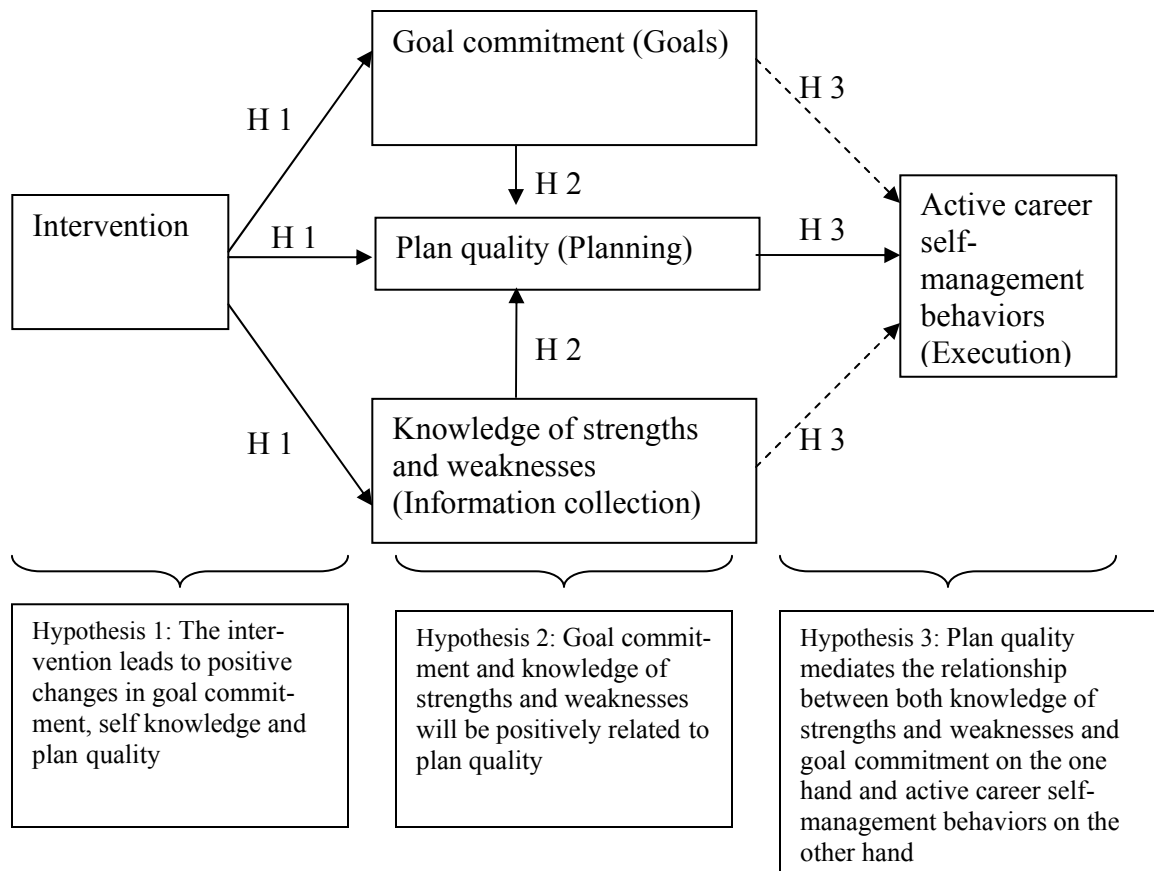 Goal commitment (Goals)
H 3
H 1
H 2
Intervention
H 1
Plan quality (Planning)
H 3
Active career
self-
management
behaviors
(Execution)
H 2
H 1
Knowledge of strengths
and weaknesses
(Information collection)
H 3
Hypothesis 1: The inter-
vention leads to positive
changes in goal commit-
ment, self knowledge and
plan quality
Hypothesis 2: Goal commit-
ment and knowledge of
strengths and weaknesses
will be positively related to
plan quality
Hypothesis 3: Plan quality
mediates the relationship
between both knowledge of
strengths and weaknesses and
goal commitment on the one
hand and active career self-
management behaviors on the
other hand